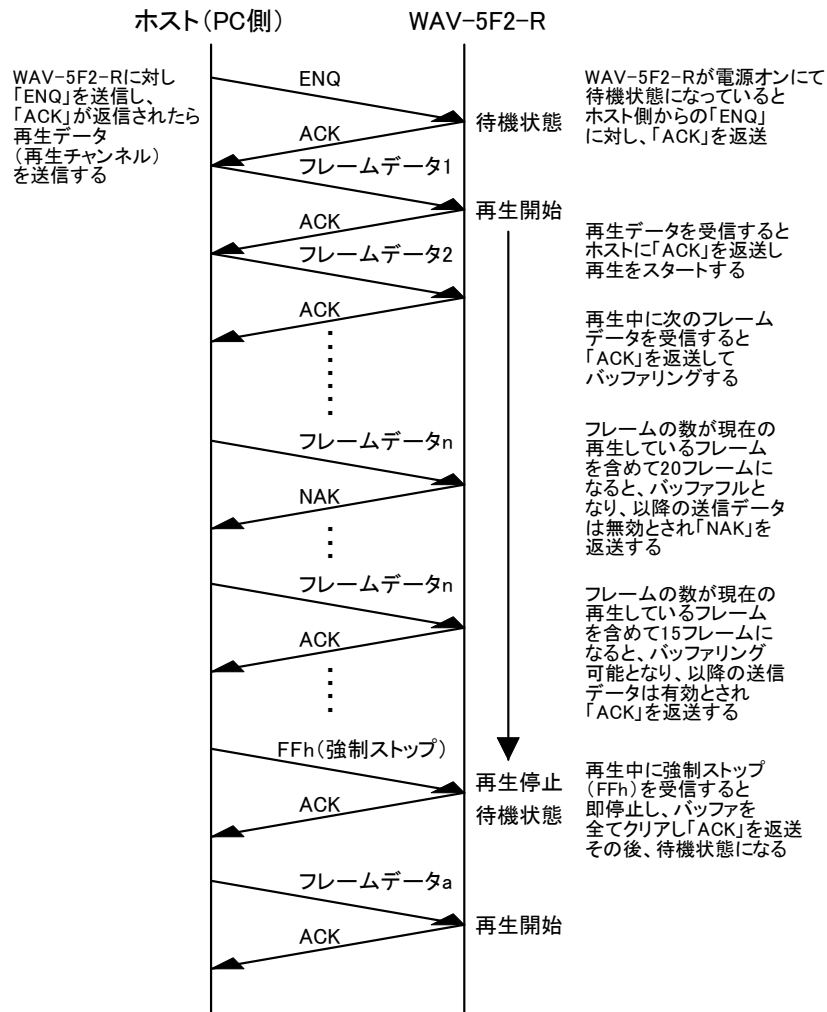 ホスト(PC側)
WAV-5F2-R
WAV-5F2-Rに対し
「ENQ」を送信し、
「ACK」が返信されたら
再生データ
(再生チャンネル)
を送信する
ENQ
WAV-5F2-Rが電源オンにて
待機状態になっていると
ホスト側からの「ENQ」
に対し、「ACK」を返送
待機状態
ACK
フレームデータ1
再生開始
ACK
再生データを受信すると
ホストに「ACK」を返送し
再生をスタートする
フレームデータ2
ACK
再生中に次のフレーム
データを受信すると
「ACK」を返送して
バッファリングする
フレームデータn
NAK
フレームの数が現在の
再生しているフレーム
を含めて20フレームに
なると、バッファフルと
なり、以降の送信データ
は無効とされ「NAK」を
返送する
フレームデータn
ACK
フレームの数が現在の
再生しているフレーム
を含めて15フレームに
なると、バッファリング
可能となり、以降の送信
データは有効とされ
「ACK」を返送する
FFh(強制ストップ)
再生停止
待機状態
ACK
再生中に強制ストップ
(FFh)を受信すると
即停止し、バッファを
全てクリアし「ACK」を返送
その後、待機状態になる
フレームデータa
再生開始
ACK